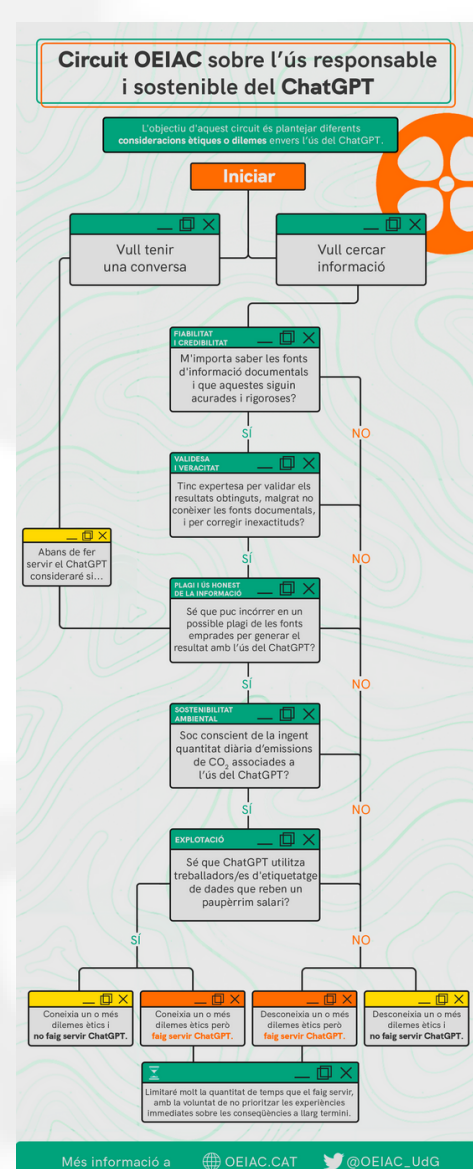 Circuit OEIAC sobre l'ús responsable
i sostenible del ChatGPT
L'objectiu d'aquest circuit és plantejar diferents
consideracions ètiques o dilemes envers l'ús del ChatGPT.
Iniciar
Vull tenir
una conversa
Vull cercar
informació
FIABILITAT
I CREDIBILITAT
M'importa saber les fonts
d'informació documentals
i que aquestes siguin
acurades i rigoroses?
SÍ
NO
VALIDESA
I VERACITAT
Tinc expertesa per validar els
resultats obtinguts, malgrat no
conèixer les fonts documentals,
i per corregir inexactituds?
Abans de fer
servir el ChatGPT
consideraré si...
SÍ
NO
PLAGI I ÚS HONEST
DE LA INFORMACIÓ
Sé que puc incórrer en un
possible plagi de les fonts
emprades per generar el
resultat amb l'ús del ChatGPT?
SÍ
NO
SOSTENIBILITAT
AMBIENTAL
Soc conscient de la ingent
quantitat diària d'emissions
de CO₂ associades a
l'ús del ChatGPT?
SÍ
NO
EXPLOTACIÓ
Sé que ChatGPT utilitza
treballadors/es d'etiquetatge
de dades que reben un
paupèrrim salari?
SÍ
NO
Coneixia un o més
dilemes ètics i
no faig servir ChatGPT.
Coneixia un o més
dilemes ètics però
faig servir ChatGPT.
Desconeixia un o més
dilemes ètics però
faig servir ChatGPT.
Desconeixia un o més
dilemes ètics i
no faig servir ChatGPT.
Limitaré molt la quantitat de temps que el faig servir,
amb la voluntat de no prioritzar les experiències
immediates sobre les conseqüències a llarg termini.
Més informació a OEIAC.CAT @OEIAC_UdG